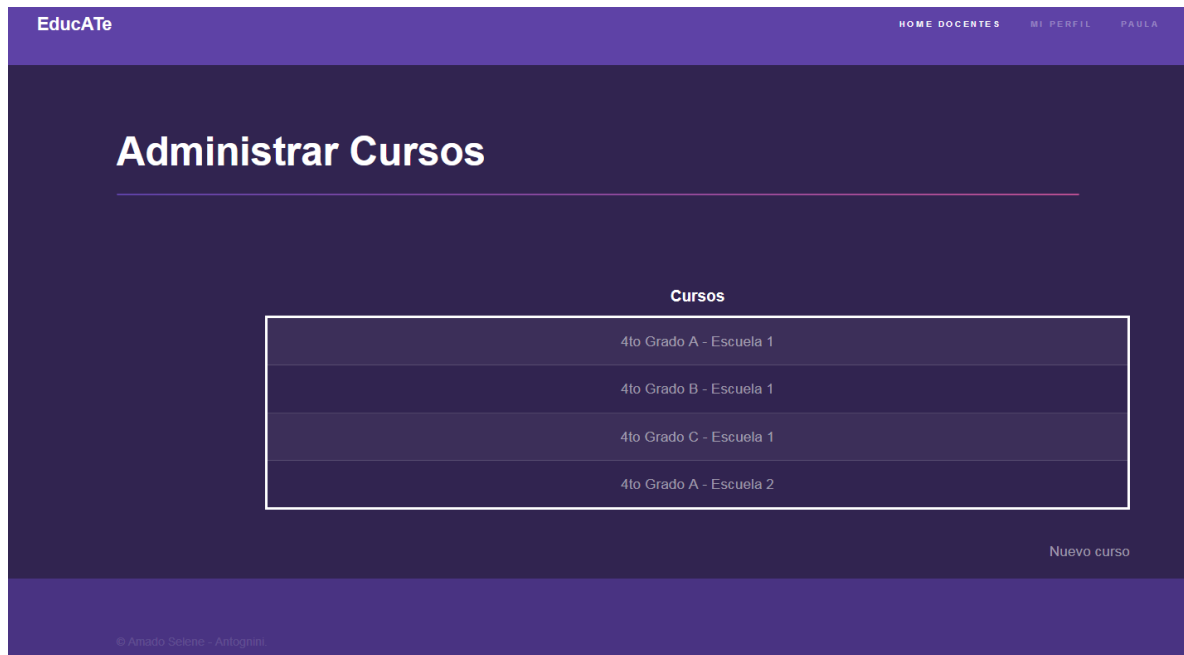 EducATe
HOME DOCENTES MI PERFIL PAULA
Administrar Cursos
Cursos
4to Grado A - Escuela 1
4to Grado B - Escuela 1
4to Grado C - Escuela 1
4to Grado A - Escuela 2
Nuevo curso
© Amado Selene - Antognini.